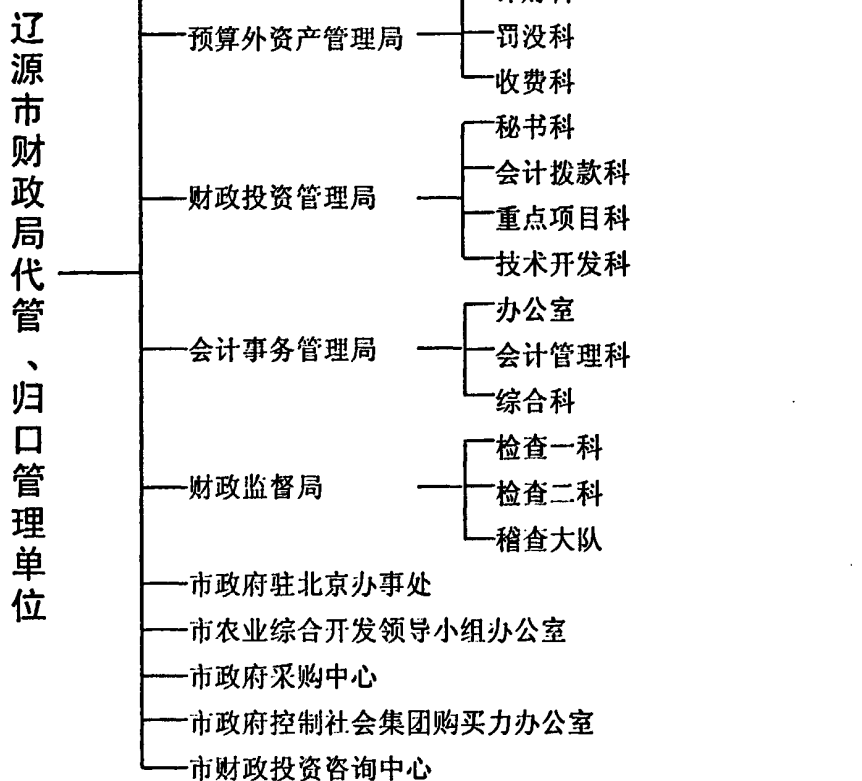 辽源市财政局代管、归口管理单位
预算外资产管理局
罚没科
收费科
财政投资管理局
秘书科
会计拨款科
重点项目科
技术开发科
会计事务管理局
办公室
会计管理科
综合科
财政监督局
检查一科
检查二科
稽查大队
市政府驻北京办事处
市农业综合开发领导小组办公室
市政府采购中心
市政府控制社会集团购买力办公室
市财政投资咨询中心